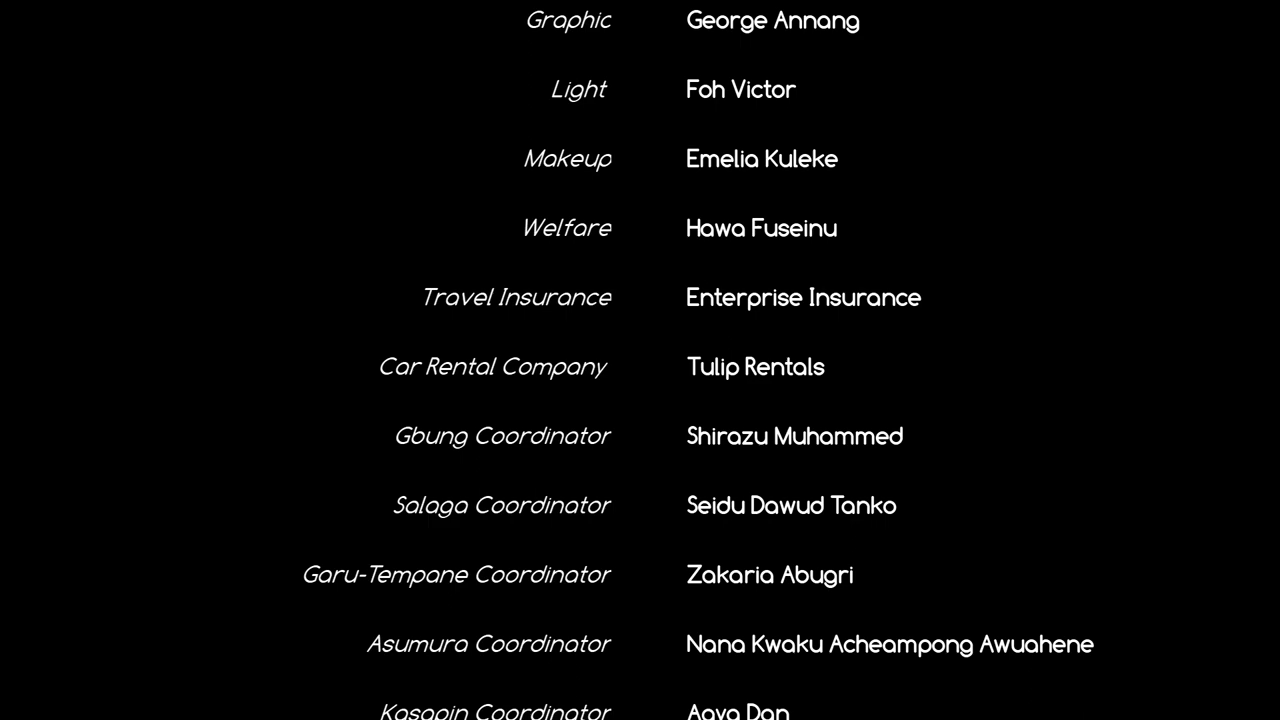 Graphic George Annang
Light Foh Victor
Makeup Emelia Kuleke
Welfare Hawa Fuseinu
Travel Insurance Enterprise Insurance
Car Rental Company Tulip Rentals
Gbung Coordinator Shirazu Muhammed
Salaga Coordinator Seidu Dawud Tanko
Garu-Tempane Coordinator Zakaria Abugri
Asumura Coordinator Nana Kwaku Acheampong Awuahene
Coordinator Dan